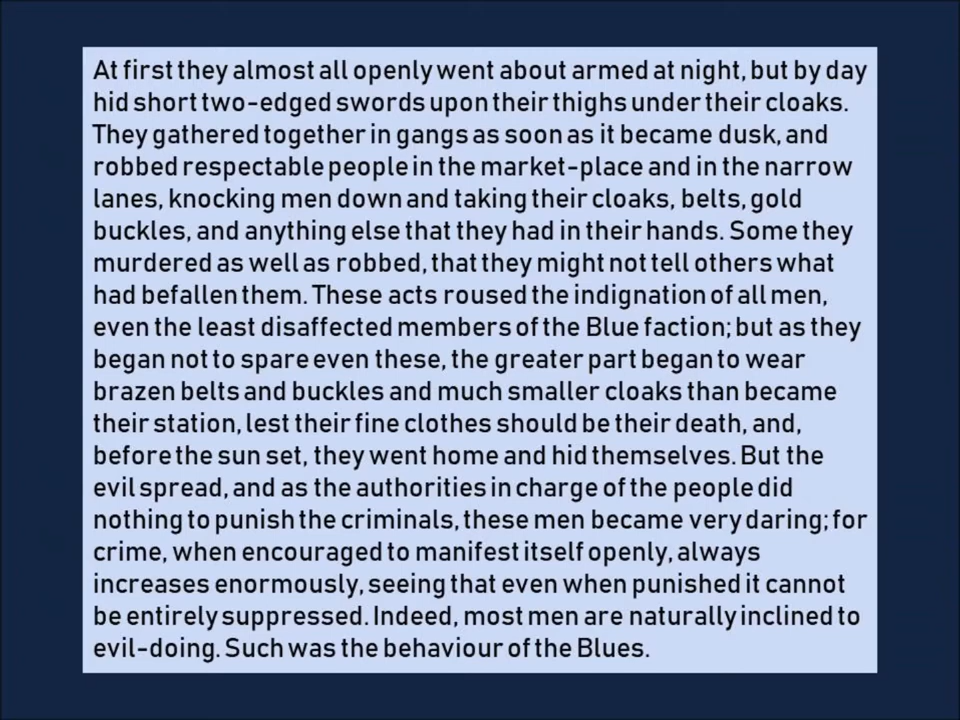 At first they almost all openly went about armed at night, but by day
hid short two-edged swords upon their thighs under their cloaks.
They gathered together in gangs as soon as it became dusk, and
robbed respectable people in the market-place and in the narrow
lanes, knocking men down and taking their cloaks, belts, gold
buckles, and anything else that they had in their hands. Some they
murdered as well as robbed, that they might not tell others what
had befallen them. These acts roused the indignation of all men,
even the least disaffected members of the Blue faction; but as they
began not to spare even these, the greater part began to wear
brazen belts and buckles and much smaller cloaks than became
their station, lest their fine clothes should be their death, and,
before the sun set, they went home and hid themselves. But the
evil spread, and as the authorities in charge of the people did
nothing to punish the criminals, these men became very daring; for
crime, when encouraged to manifest itself openly, always
increases enormously, seeing that even when punished it cannot
be entirely suppressed. Indeed, most men are naturally inclined to
evil-doing. Such was the behaviour of the Blues.